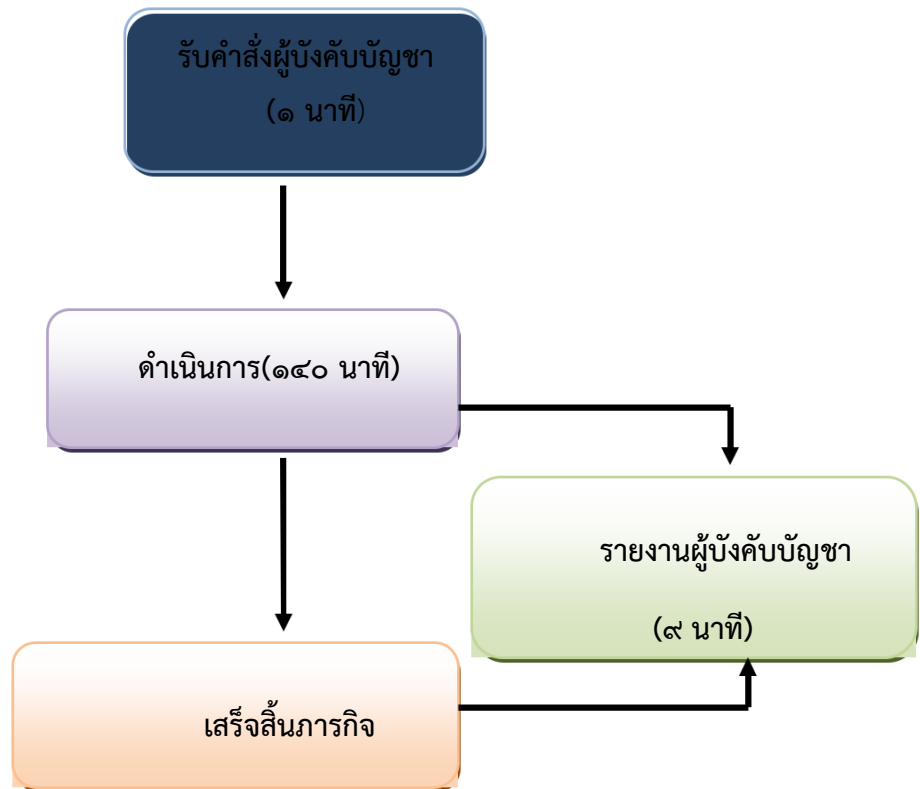 รับคำสั่งผู้บังคับบัญชา
(๑ นาที)
ดำเนินการ(๑๔๐ นาที)
รายงานผู้บังคับบัญชา
(๙ นาที)
เสร็จสิ้นภารกิจ